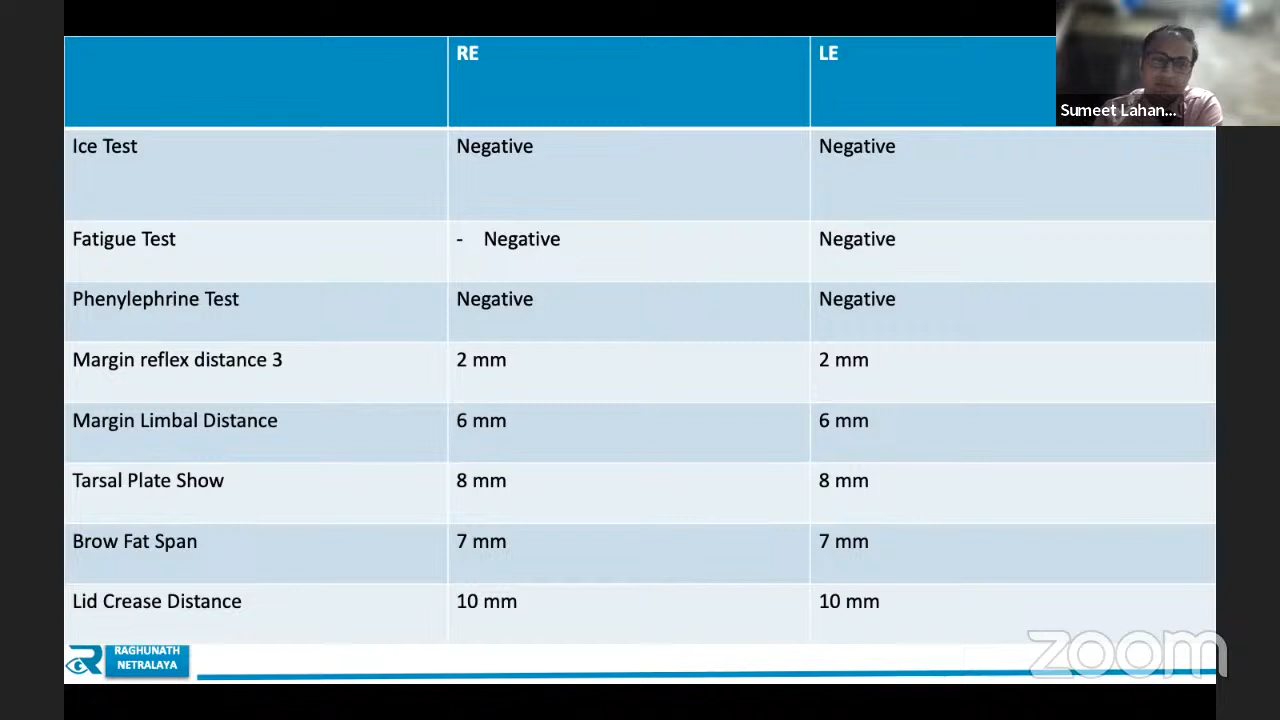 RE LE
Sumeet Lahan...
Ice Test Negative Negative
Fatigue Test - Negative Negative
Phenylephrine Test Negative Negative
Margin reflex distance 3 2 mm 2 mm
Margin Limbal Distance 6 mm 6 mm
Tarsal Plate Show 8 mm 8 mm
Brow Fat Span 7 mm 7 mm
Lid Crease Distance 10 mm 10 mm
RAGHUNATH
NETRALAYA
zoom